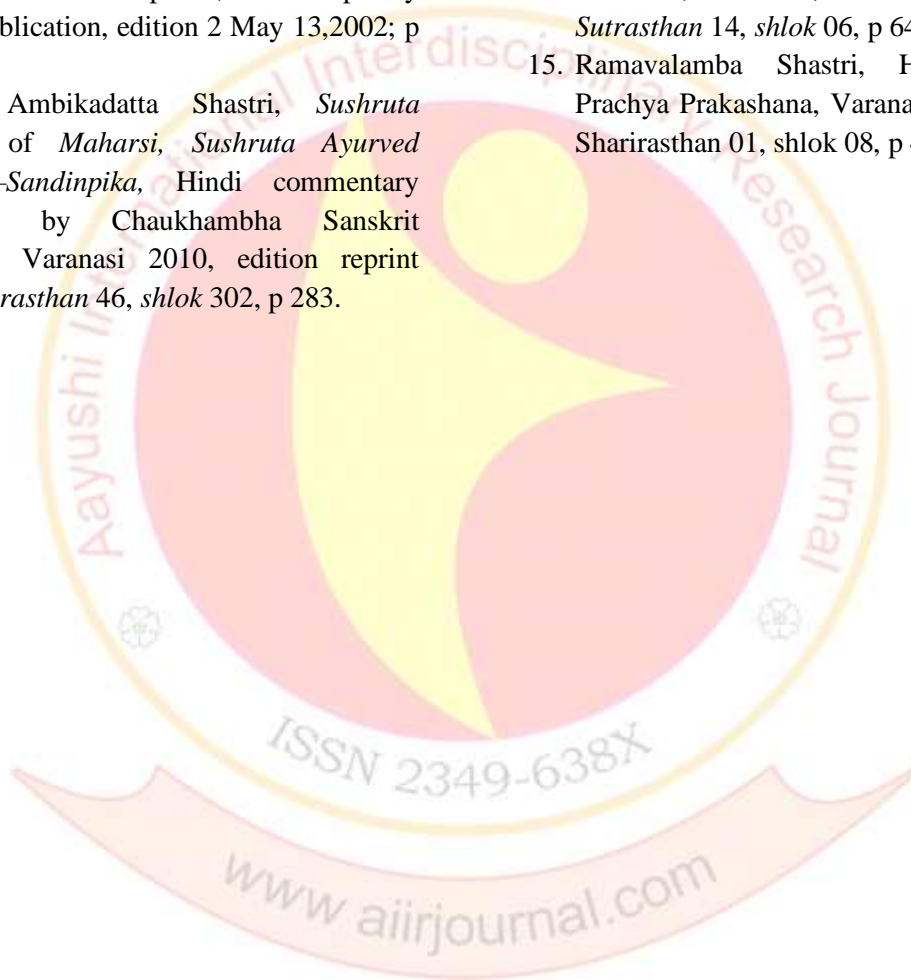 blication, edition 2 May 13,2002; p
Ambikadatta Shastri, Sushruta
of Maharsi, Sushruta Ayurved
–Sandinpika, Hindi commentary
by Chaukhambha Sanskrit
Varanasi 2010, edition reprint
rasthan 46, shlok 302, p 283.
Sutrasthan 14, shlok 06, p 64
15. Ramavalamba Shastri, H
Prachya Prakashana, Varana
Sharirasthan 01, shlok 08, p
Aayushi International Interdisciplinary Research Journal
ISSN 2349-638X
www aiirjournal.com